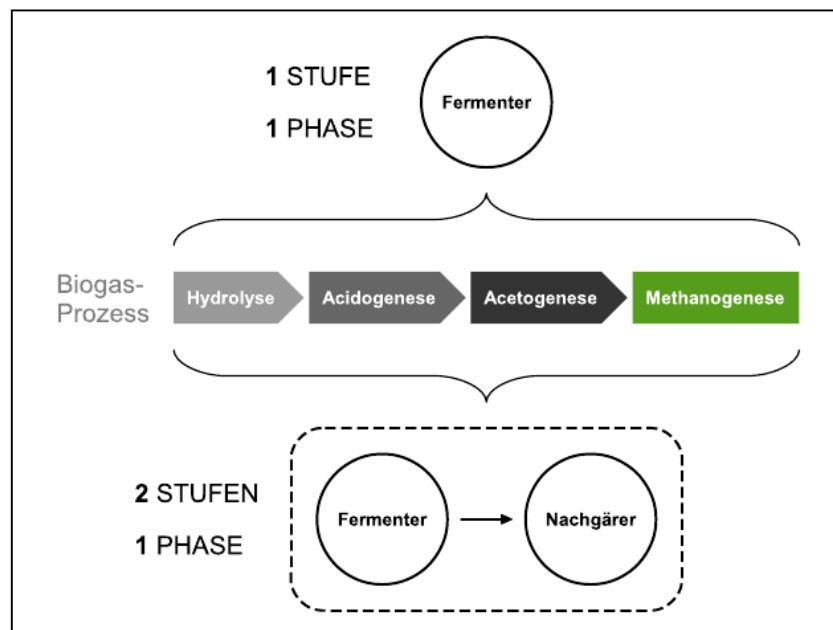 1 STUFE
1 PHASE
Fermenter
Biogas-
Prozess
Hydrolyse
Acidogenese
Acetogenese
Methanogenese
2 STUFEN
1 PHASE
Fermenter
Nachgärer